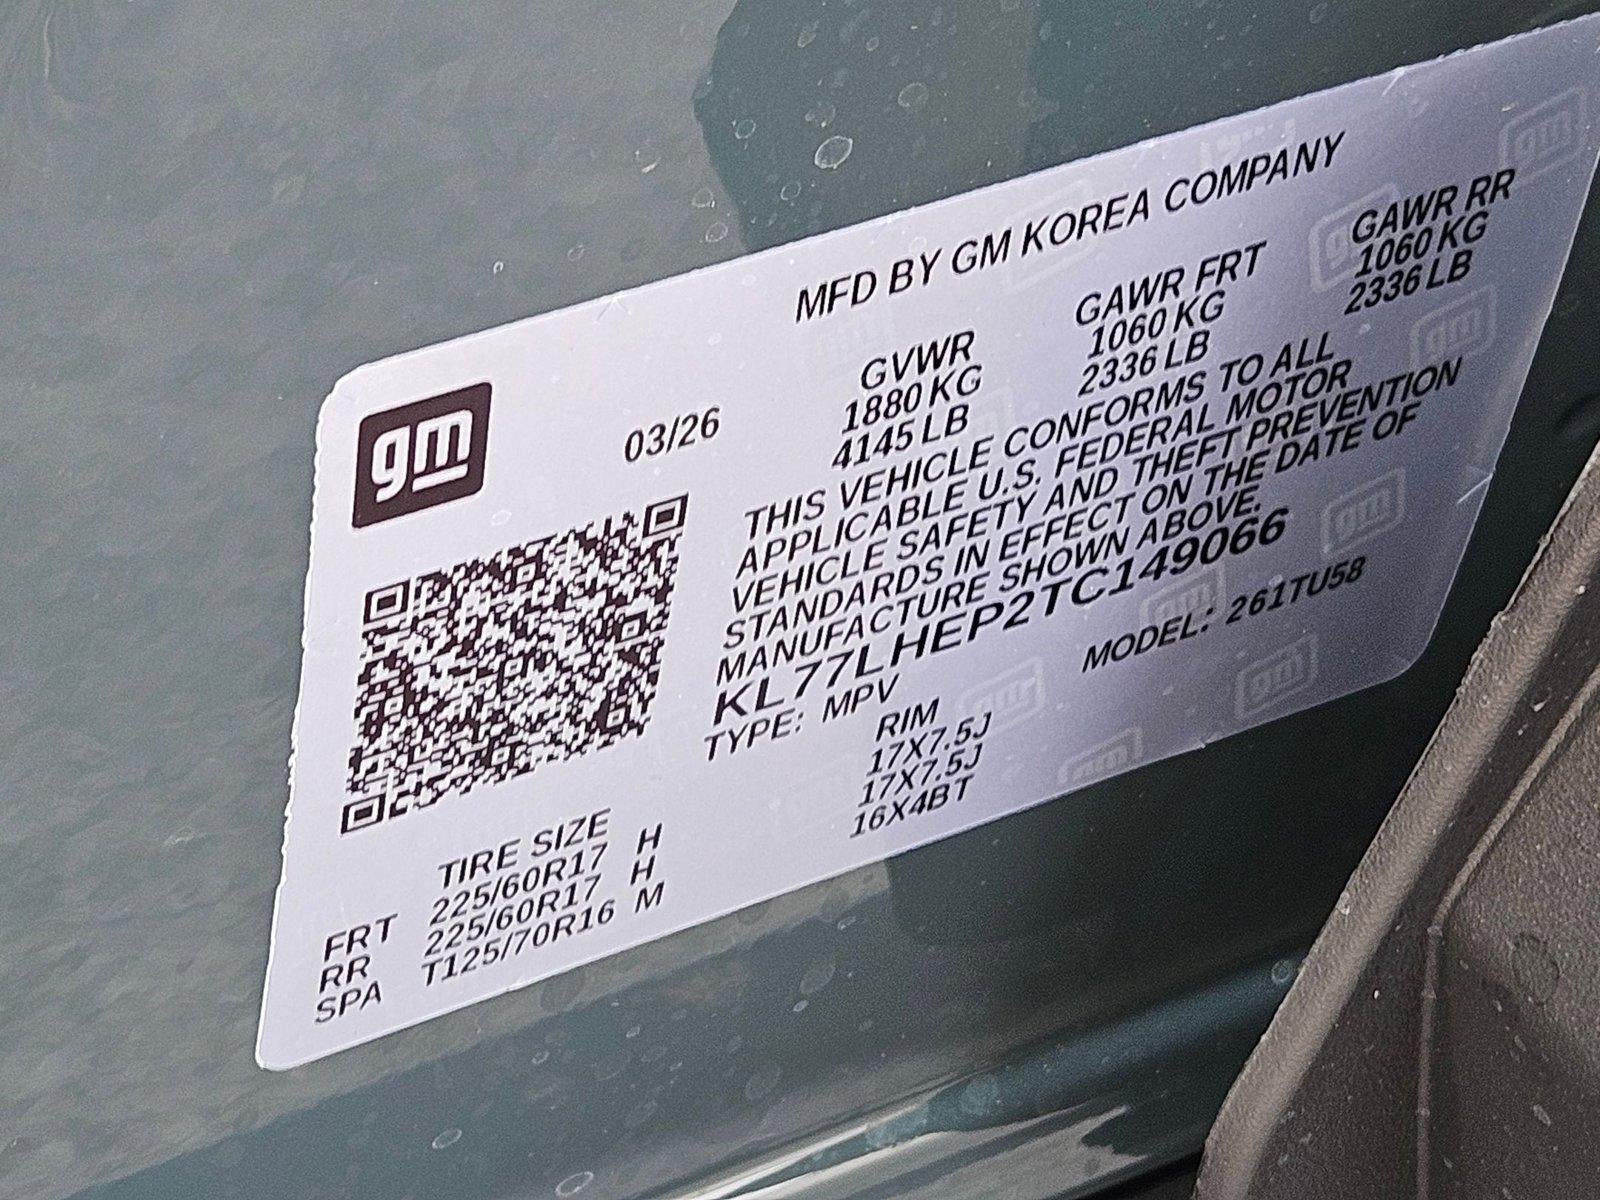 gm
MFD BY GM KOREA COMPANY
03/26
GVWR GAWR FRT GAWR RR
1880 KG 1060 KG 1060 KG
4145 LB 2336 LB 2336 LB
THIS VEHICLE CONFORMS TO ALL
APPLICABLE U.S. FEDERAL MOTOR
VEHICLE SAFETY AND THEFT PREVENTION
STANDARDS IN EFFECT ON THE DATE OF
MANUFACTURE SHOWN ABOVE.
KL77LHEP2TC149066
TYPE: MPV MODEL: 261TU58
TIRE SIZE RIM
FRT 225/60R17 H 17X7.5J
RR 225/60R17 H 17X7.5J
SPA T125/70R16 M 16X4BT